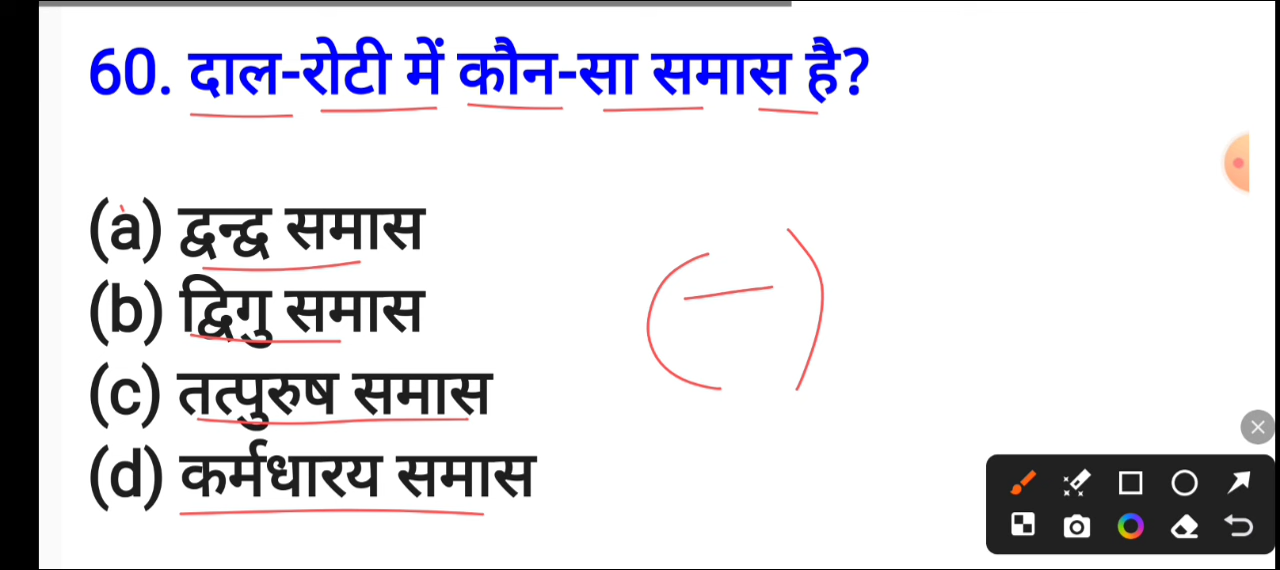 60. दाल-रोटी में कौन-सा समास है?
(a) द्वन्द्व समास
(b) द्विगु समास
(c) तत्पुरुष समास
(d) कर्मधारय समास
(-)